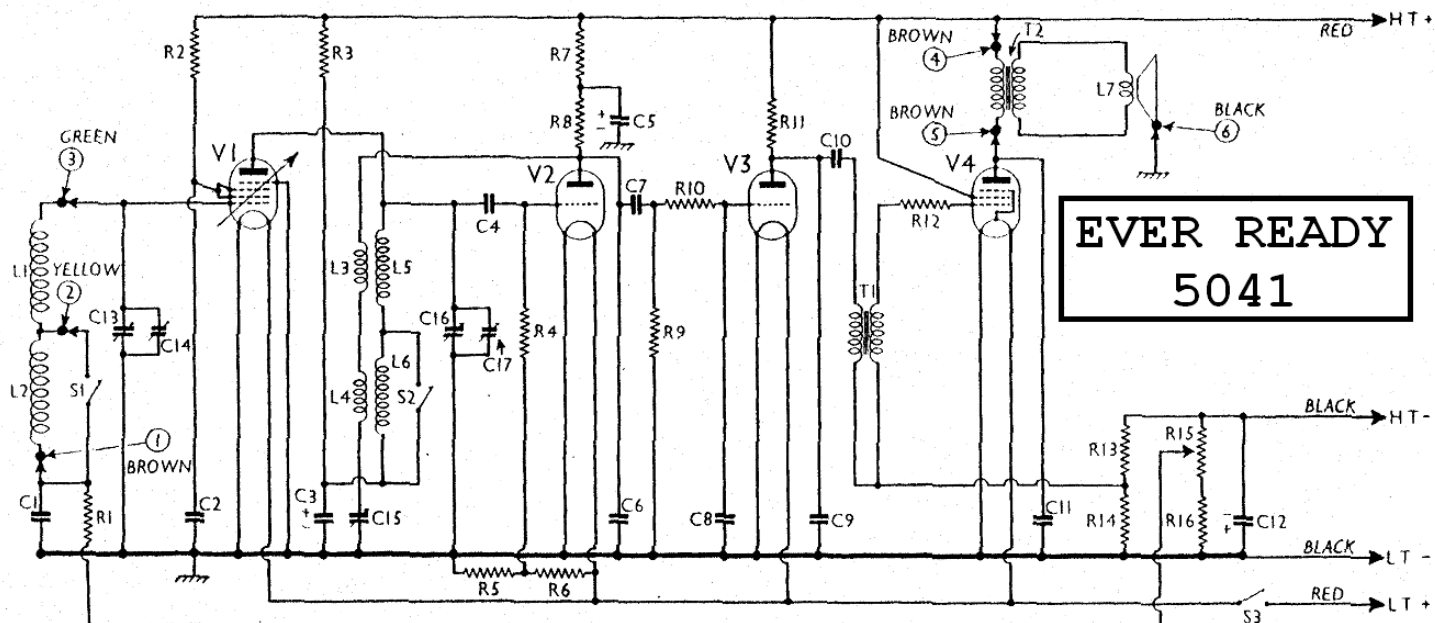 HT+
RED
R2
R3
R7
BROWN
4
T2
L7
R8
C5
BROWN
5
BLACK
6
GREEN
3
V1
V2
R11
C10
V3
V4
C7
R10
C4
R12
EVER READY
5041
L1
YELLOW
2
L3
L5
C13
C14
C16
C17
R4
R9
T1
L2
S1
L4
L6
S2
1
BROWN
BLACK
HT-
R13
R15
C1
R1
C2
C3
C15
C6
C8
C9
C11
R14
R16
C12
BLACK
LT -
R5
R6
RED
LT+
S3
+
-
+
-
-
+